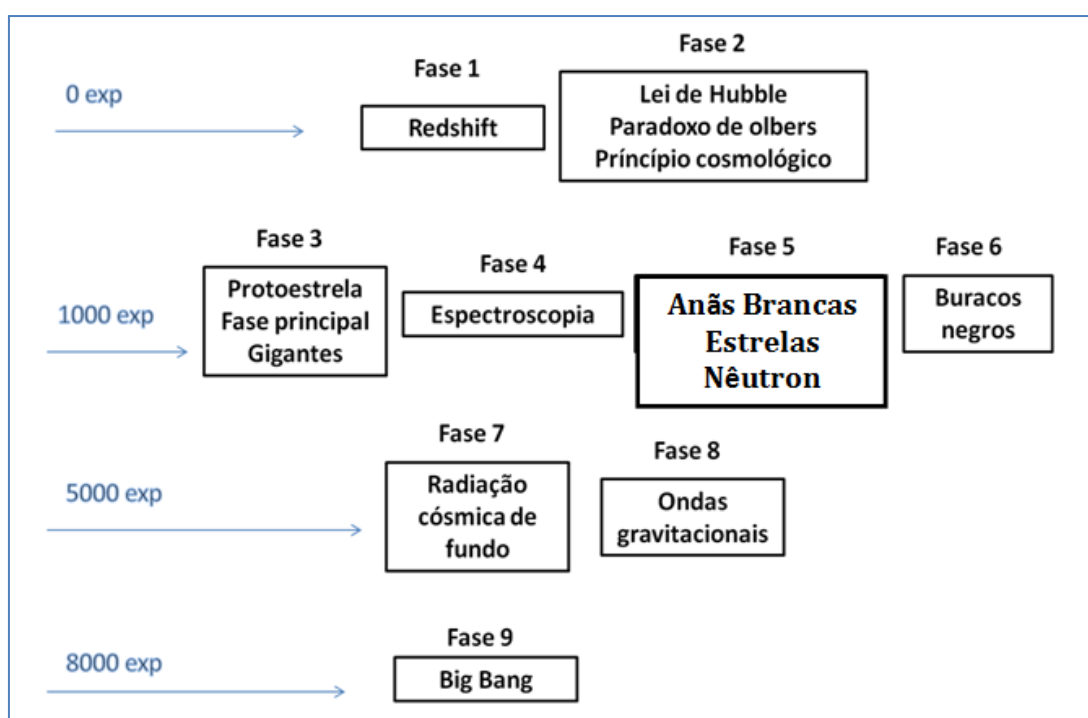 0 exp
Fase 1
Redshift
Fase 2
Lei de Hubble
Paradoxo de olbers
Príncípio cosmológico
1000 exp
Fase 3
Protoestrela
Fase principal
Gigantes
Fase 4
Espectroscopia
Fase 5
Anãs Brancas
Estrelas
Nêutron
Fase 6
Buracos
negros
5000 exp
Fase 7
Radiação
cósmica de
fundo
Fase 8
Ondas
gravitacionais
8000 exp
Fase 9
Big Bang